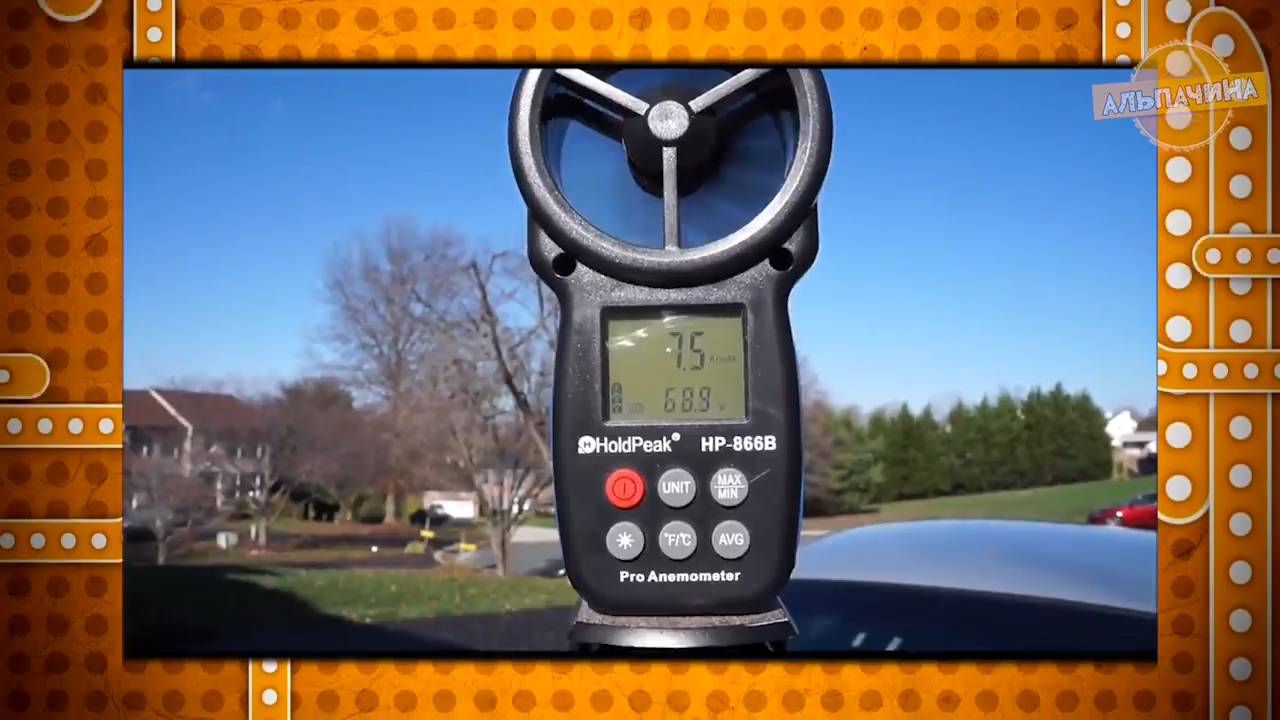 АЛЬПАЧИНА
7.5 Knots
68.9
HoldPeak® HP-866B
UNIT
MAX
MIN
°F/°C
AVG
Pro Anemometer